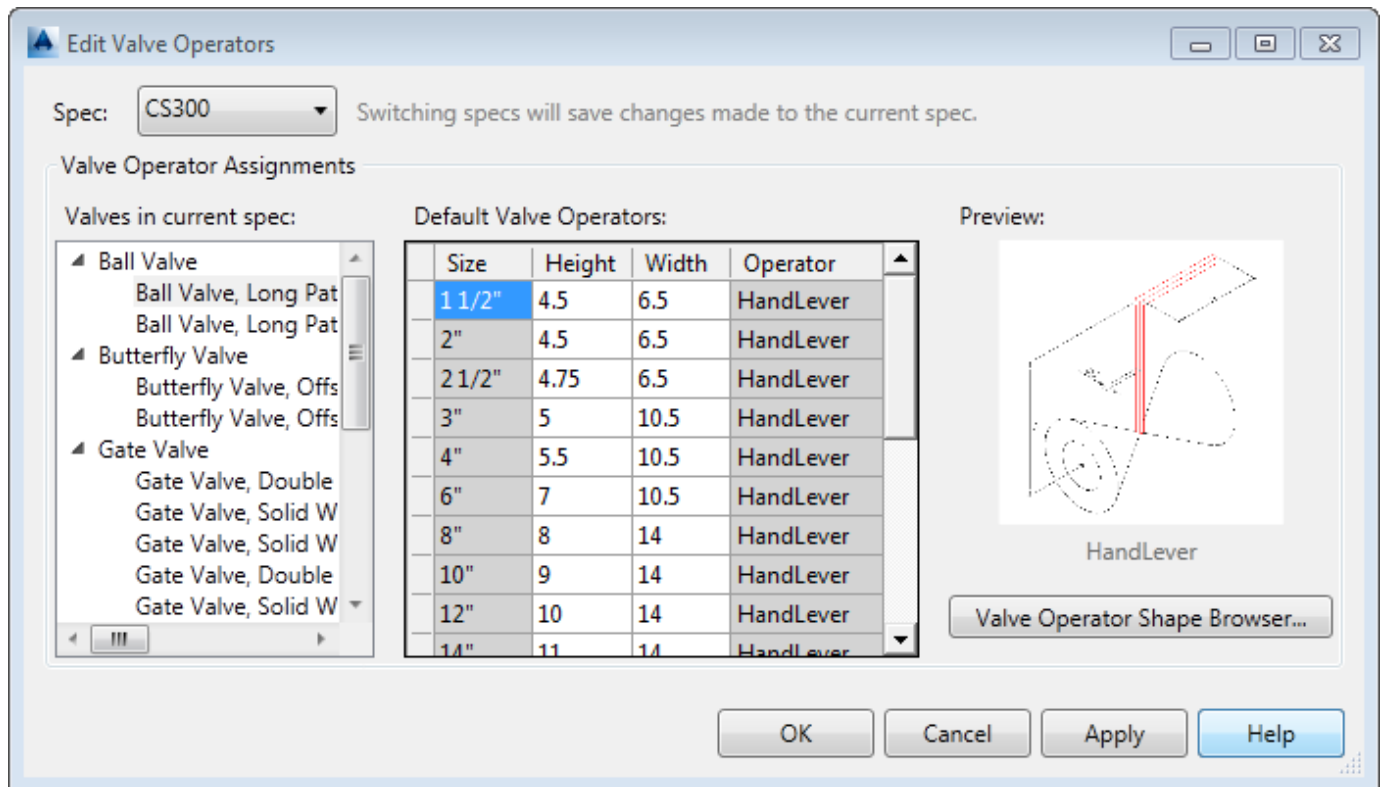 Edit Valve Operators
Spec: CS300 Switching specs will save changes made to the current spec.
Valve Operator Assignments
Valves in current spec:
Ball Valve
Ball Valve, Long Pat
Ball Valve, Long Pat
Butterfly Valve
Butterfly Valve, Offs
Butterfly Valve, Offs
Gate Valve
Gate Valve, Double
Gate Valve, Solid W
Gate Valve, Solid W
Gate Valve, Double
Gate Valve, Solid W
Default Valve Operators:
Size Height Width Operator
1 1/2" 4.5 6.5 HandLever
2" 4.5 6.5 HandLever
2 1/2" 4.75 6.5 HandLever
3" 5 10.5 HandLever
4" 5.5 10.5 HandLever
6" 7 10.5 HandLever
8" 8 14 HandLever
10" 9 14 HandLever
12" 10 14 HandLever
14" 11 14 HandLever
Preview:
HandLever
Valve Operator Shape Browser...
OK Cancel Apply Help